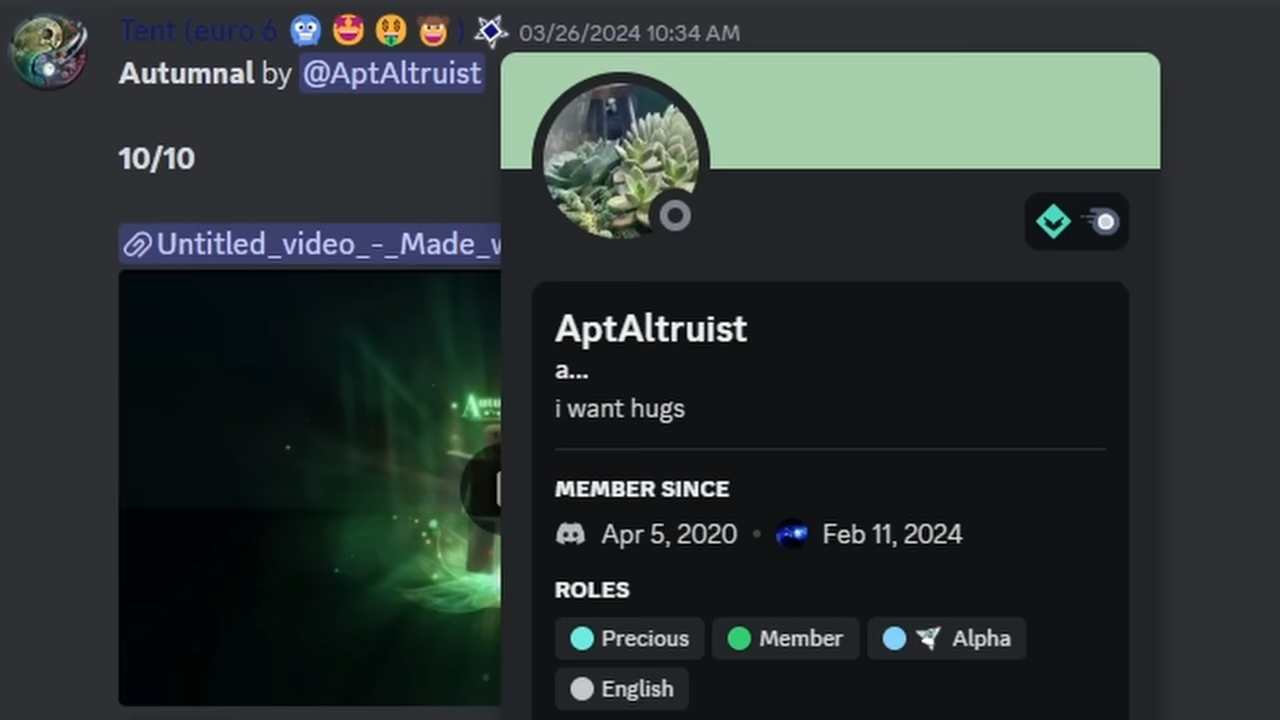 Tent (euro 6 🥶 🤩 🤑 🤠 ) 03/26/2024 10:34 AM
Autumnal by @AptAltruist
10/10
Untitled_video_-_Made_w
AptAltruist
a...
i want hugs
MEMBER SINCE
Apr 5, 2020 • Feb 11, 2024
ROLES
Precious Member Alpha
English